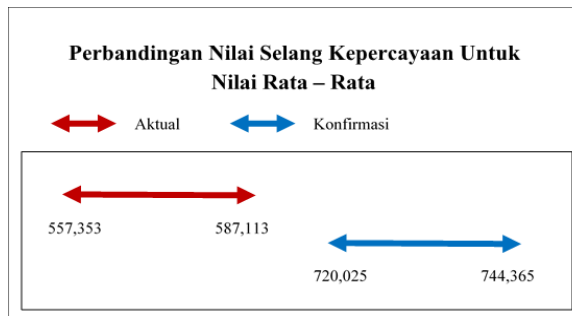 Perbandingan Nilai Selang Kepercayaan Untuk
Nilai Rata – Rata
Aktual Konfirmasi
557,353 587,113
720,025 744,365